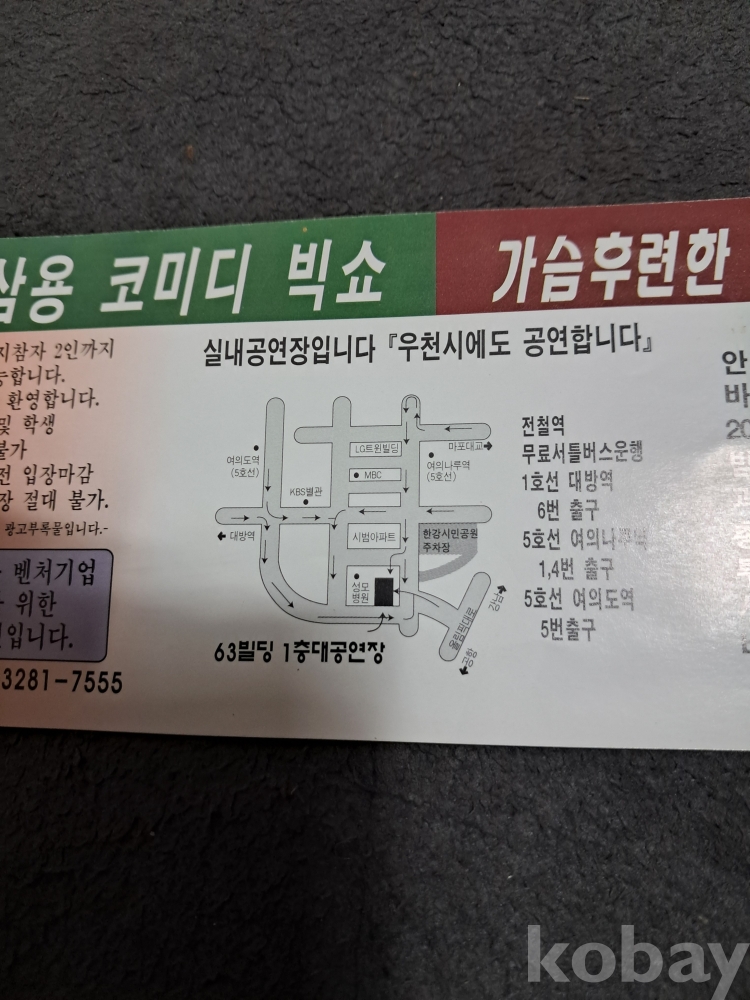 삼용 코미디 빅쇼
가슴후련한
지참자 2인까지
능합니다.
환영합니다.
및 학생
불가
전 입장마감
장 절대 불가.
광고부록물입니다.-
벤처기업
위한
입니다.
3281-7555
실내공연장입니다 『우천시에도 공연합니다』
LG트윈빌딩
마포대교
여의도역
(5호선)
MBC
여의나루역
(5호선)
KBS별관
대방역
시범아파트
한강시민공원
주차장
성모
병원
강남
올림픽대로
공항
63빌딩 1층대공연장
전철역
무료셔틀버스운행
1호선 대방역
6번 출구
5호선 여의나루역
1,4번 출구
5호선 여의도역
5번출구
안
바
20
kobay